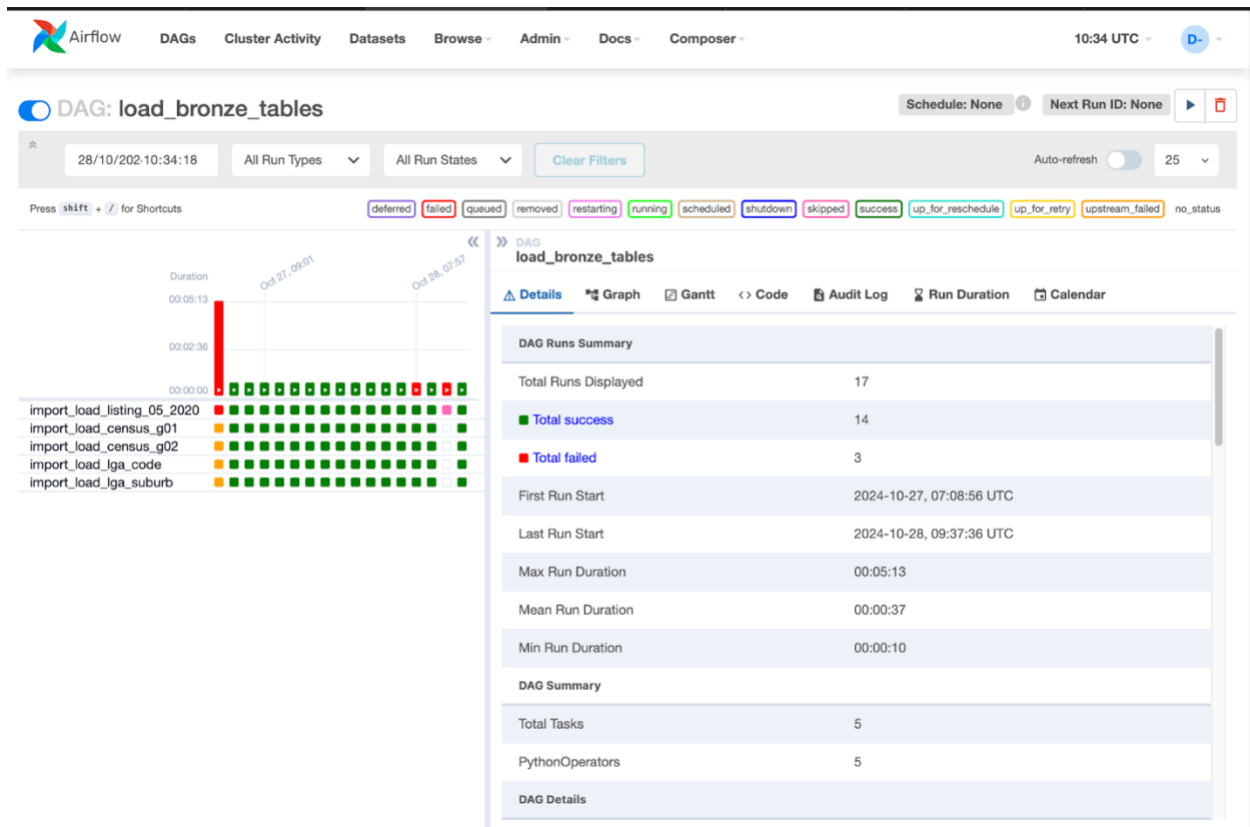 Airflow DAGs Cluster Activity Datasets Browse Admin Docs Composer 10:34 UTC D-
DAG: load_bronze_tables Schedule: None Next Run ID: None
28/10/202 10:34:18 All Run Types All Run States Clear Filters Auto-refresh 25
Press shift + / for Shortcuts deferred failed queued removed restarting running scheduled shutdown skipped success up_for_reschedule up_for_retry upstream_failed no_status
Duration
Oct 27, 09:01
Oct 28, 07:57
00:05:13
00:02:36
00:00:00
import_load_listing_05_2020
import_load_census_g01
import_load_census_g02
import_load_lga_code
import_load_lga_suburb
DAG
load_bronze_tables
Details Graph Gantt <> Code Audit Log Run Duration Calendar
DAG Runs Summary
Total Runs Displayed 17
Total success 14
Total failed 3
First Run Start 2024-10-27, 07:08:56 UTC
Last Run Start 2024-10-28, 09:37:36 UTC
Max Run Duration 00:05:13
Mean Run Duration 00:00:37
Min Run Duration 00:00:10
DAG Summary
Total Tasks 5
PythonOperators 5
DAG Details